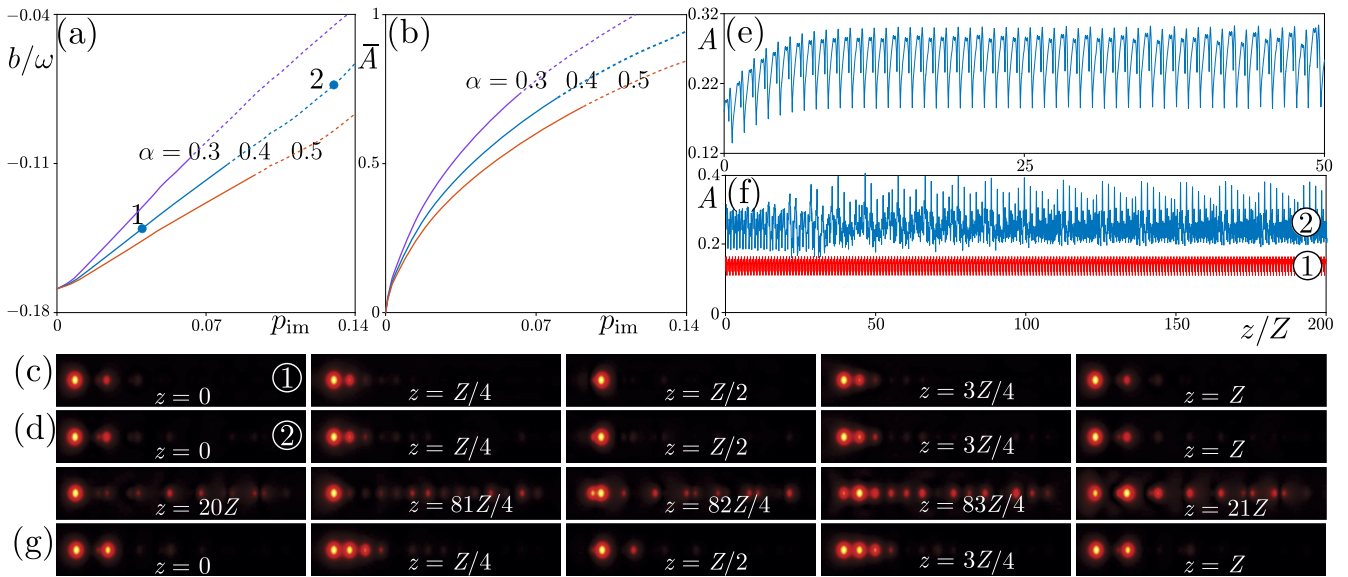 −0.04
(a)
b/ω
2
α = 0.3 0.4 0.5
−0.11
1
−0.18
0
0.07
p_im
0.14
1
(b)
A̅
α = 0.3 0.4 0.5
0.5
0
0
0.07
p_im
0.14
0.32
A
(e)
0.22
0.12
0
25
50
0.4
A
(f)
②
0.2
①
0
0
50
100
150
z/Z
200
(c)
①
z = 0
z = Z/4
z = Z/2
z = 3Z/4
z = Z
(d)
②
z = 0
z = Z/4
z = Z/2
z = 3Z/4
z = Z
z = 20Z
z = 81Z/4
z = 82Z/4
z = 83Z/4
z = 21Z
(g)
z = 0
z = Z/4
z = Z/2
z = 3Z/4
z = Z